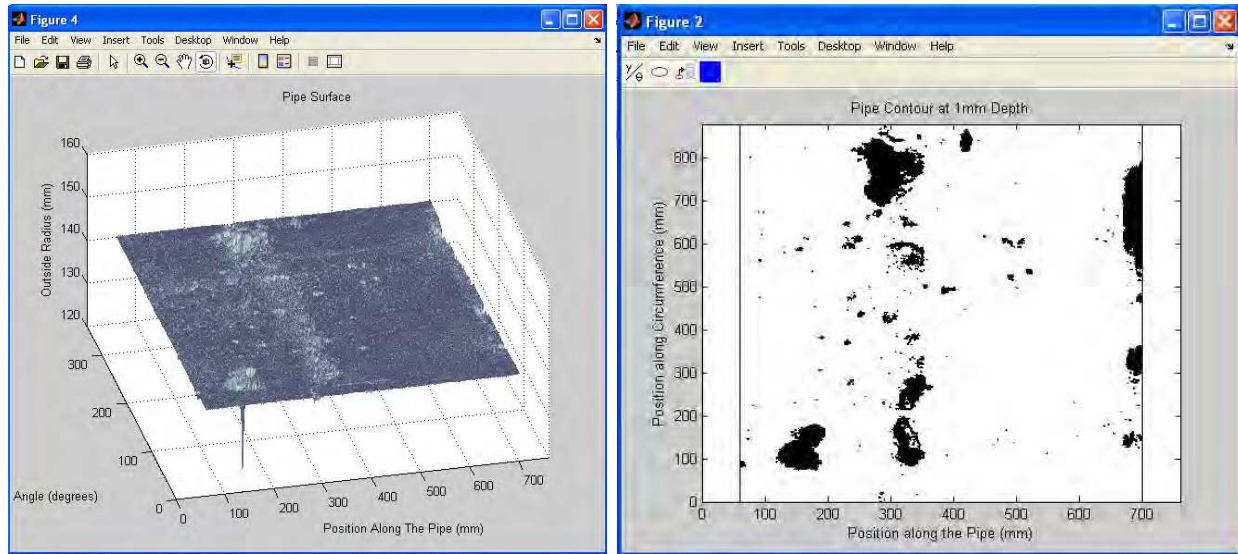 Figure 4
File Edit View Insert Tools Desktop Window Help
Pipe Surface
160
150
140
130
120
Outside Radius (mm)
300
200
100
0
Angle (degrees)
0 100 200 300 400 500 600 700
Position Along The Pipe (mm)
Figure 2
File Edit View Insert Tools Desktop Window Help
Pipe Contour at 1mm Depth
800
700
600
500
400
300
200
100
0
Position along Circumference (mm)
0 100 200 300 400 500 600 700
Position along the Pipe (mm)